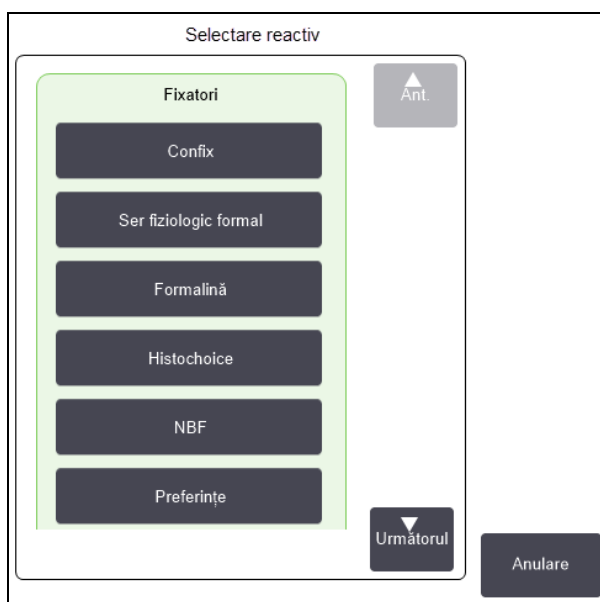 Selectare reactiv
Fixatori
Ant.
Confix
Ser fiziologic formal
Formalină
Histochoice
NBF
Preferințe
Următorul
Anulare